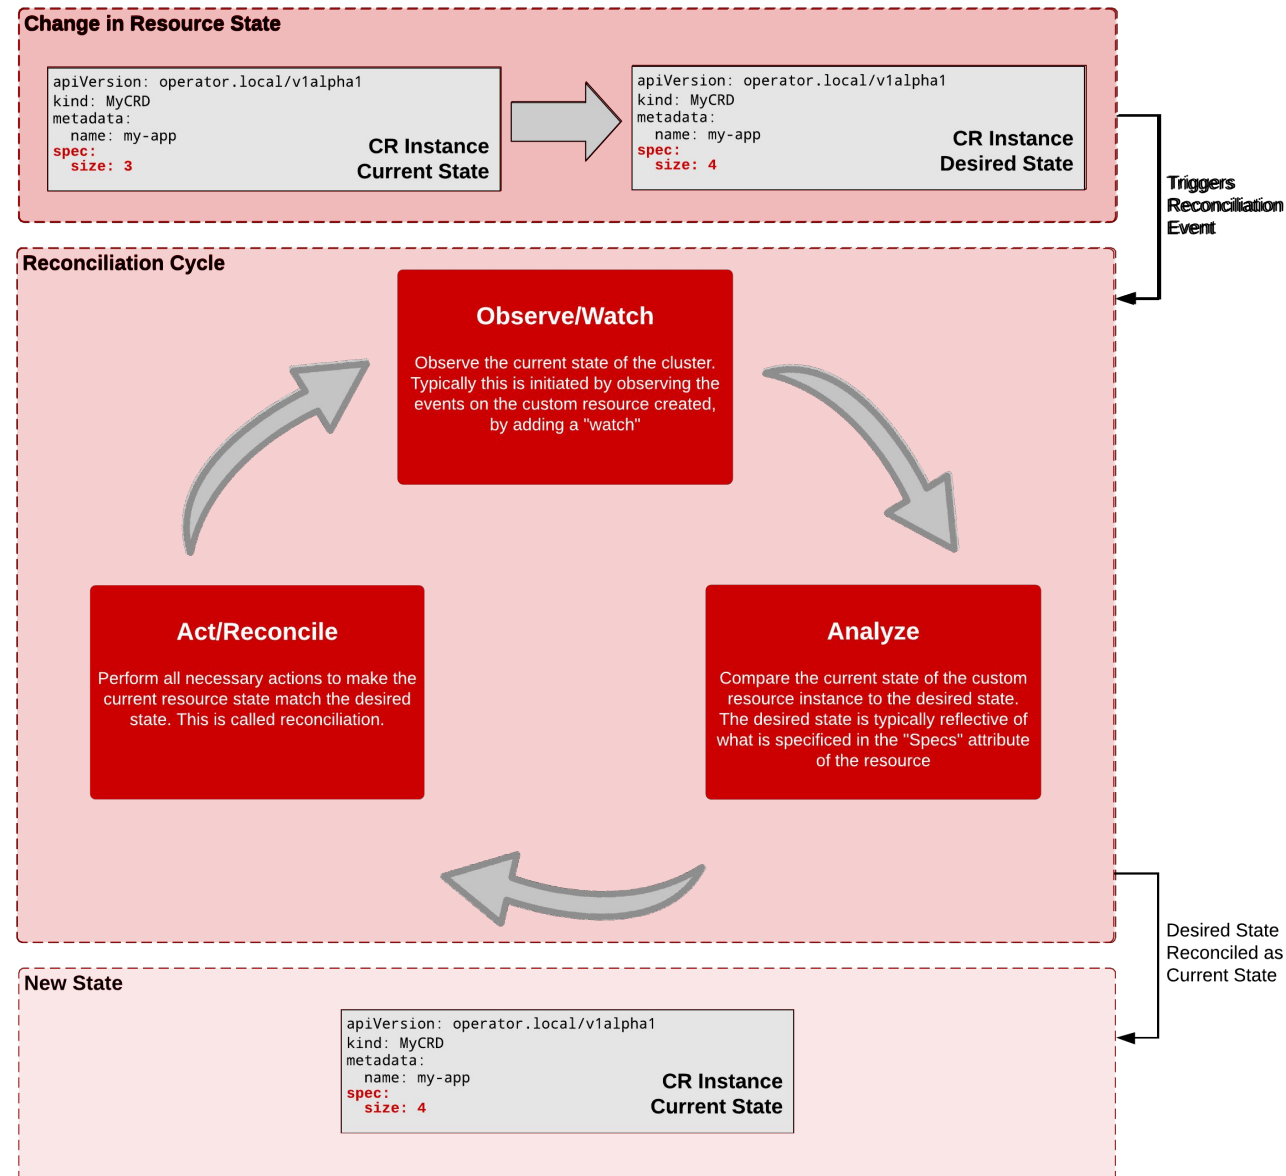 Change in Resource State
apiVersion: operator.local/v1alpha1
kind: MyCRD
metadata:
  name: my-app
spec:
  size: 3
CR Instance
Current State
apiVersion: operator.local/v1alpha1
kind: MyCRD
metadata:
  name: my-app
spec:
  size: 4
CR Instance
Desired State
Triggers
Reconciliation
Event
Reconciliation Cycle
Observe/Watch
Observe the current state of the cluster.
Typically this is initiated by observing the
events on the custom resource created,
by adding a "watch"
Act/Reconcile
Perform all necessary actions to make the
current resource state match the desired
state. This is called reconciliation.
Analyze
Compare the current state of the custom
resource instance to the desired state.
The desired state is typically reflective of
what is specificed in the "Specs" attribute
of the resource
Desired State
Reconciled as
Current State
New State
apiVersion: operator.local/v1alpha1
kind: MyCRD
metadata:
  name: my-app
spec:
  size: 4
CR Instance
Current State